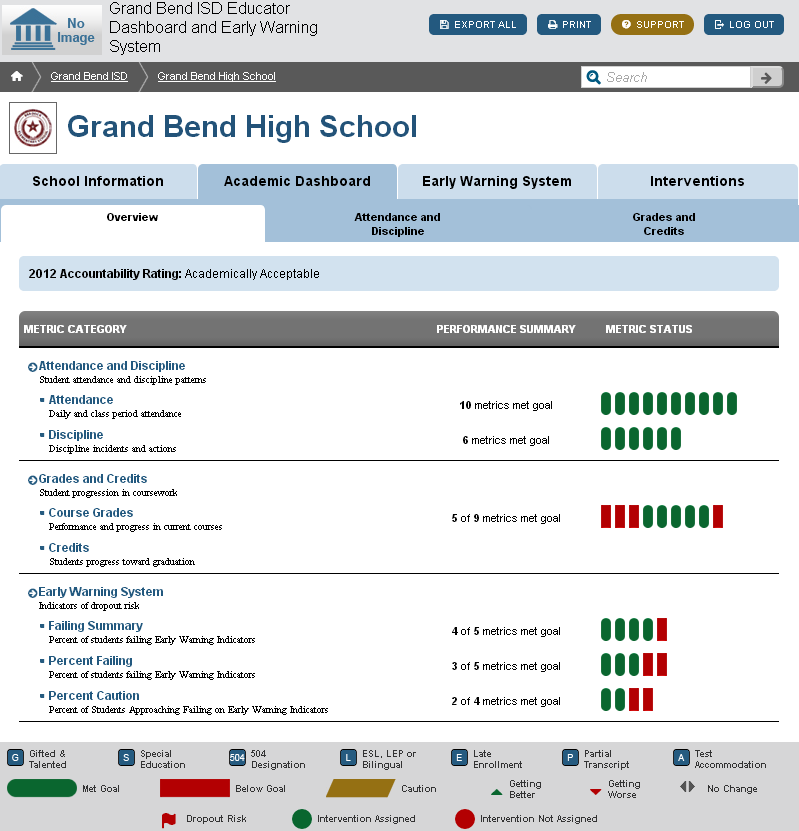 No
Image
Grand Bend ISD Educator
Dashboard and Early Warning
System
EXPORT ALL
PRINT
SUPPORT
LOG OUT
Grand Bend ISD
Grand Bend High School
Search
Grand Bend High School
School Information
Academic Dashboard
Early Warning System
Interventions
Overview
Attendance and
Discipline
Grades and
Credits
2012 Accountability Rating: Academically Acceptable
METRIC CATEGORY PERFORMANCE SUMMARY METRIC STATUS
Attendance and Discipline
Student attendance and discipline patterns
Attendance
Daily and class period attendance
10 metrics met goal
Discipline
Discipline incidents and actions
6 metrics met goal
Grades and Credits
Student progression in coursework
Course Grades
Performance and progress in current courses
5 of 9 metrics met goal
Credits
Students progress toward graduation
Early Warning System
Indicators of dropout risk
Failing Summary
Percent of students failing Early Warning Indicators
4 of 5 metrics met goal
Percent Failing
Percent of students failing Early Warning Indicators
3 of 5 metrics met goal
Percent Caution
Percent of Students Approaching Failing on Early Warning Indicators
2 of 4 metrics met goal
G Gifted &
Talented
S Special
Education
504 504
Designation
L ESL, LEP or
Bilingual
E Late
Enrollment
P Partial
Transcript
A Test
Accommodation
Met Goal
Below Goal
Caution
Getting
Better
Getting
Worse
No Change
Dropout Risk
Intervention Assigned
Intervention Not Assigned